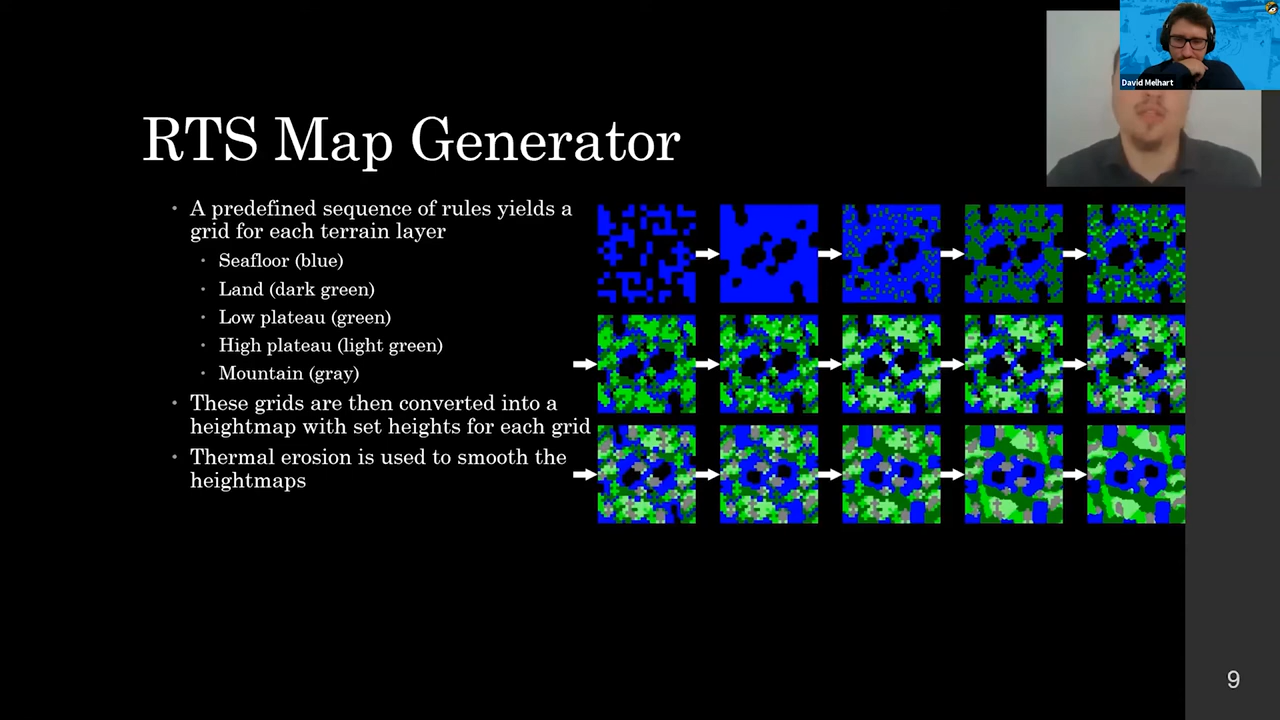 David Melhart
RTS Map Generator
• A predefined sequence of rules yields a
grid for each terrain layer
• Seafloor (blue)
• Land (dark green)
• Low plateau (green)
• High plateau (light green)
• Mountain (gray)
• These grids are then converted into a
heightmap with set heights for each grid
• Thermal erosion is used to smooth the
heightmaps
9